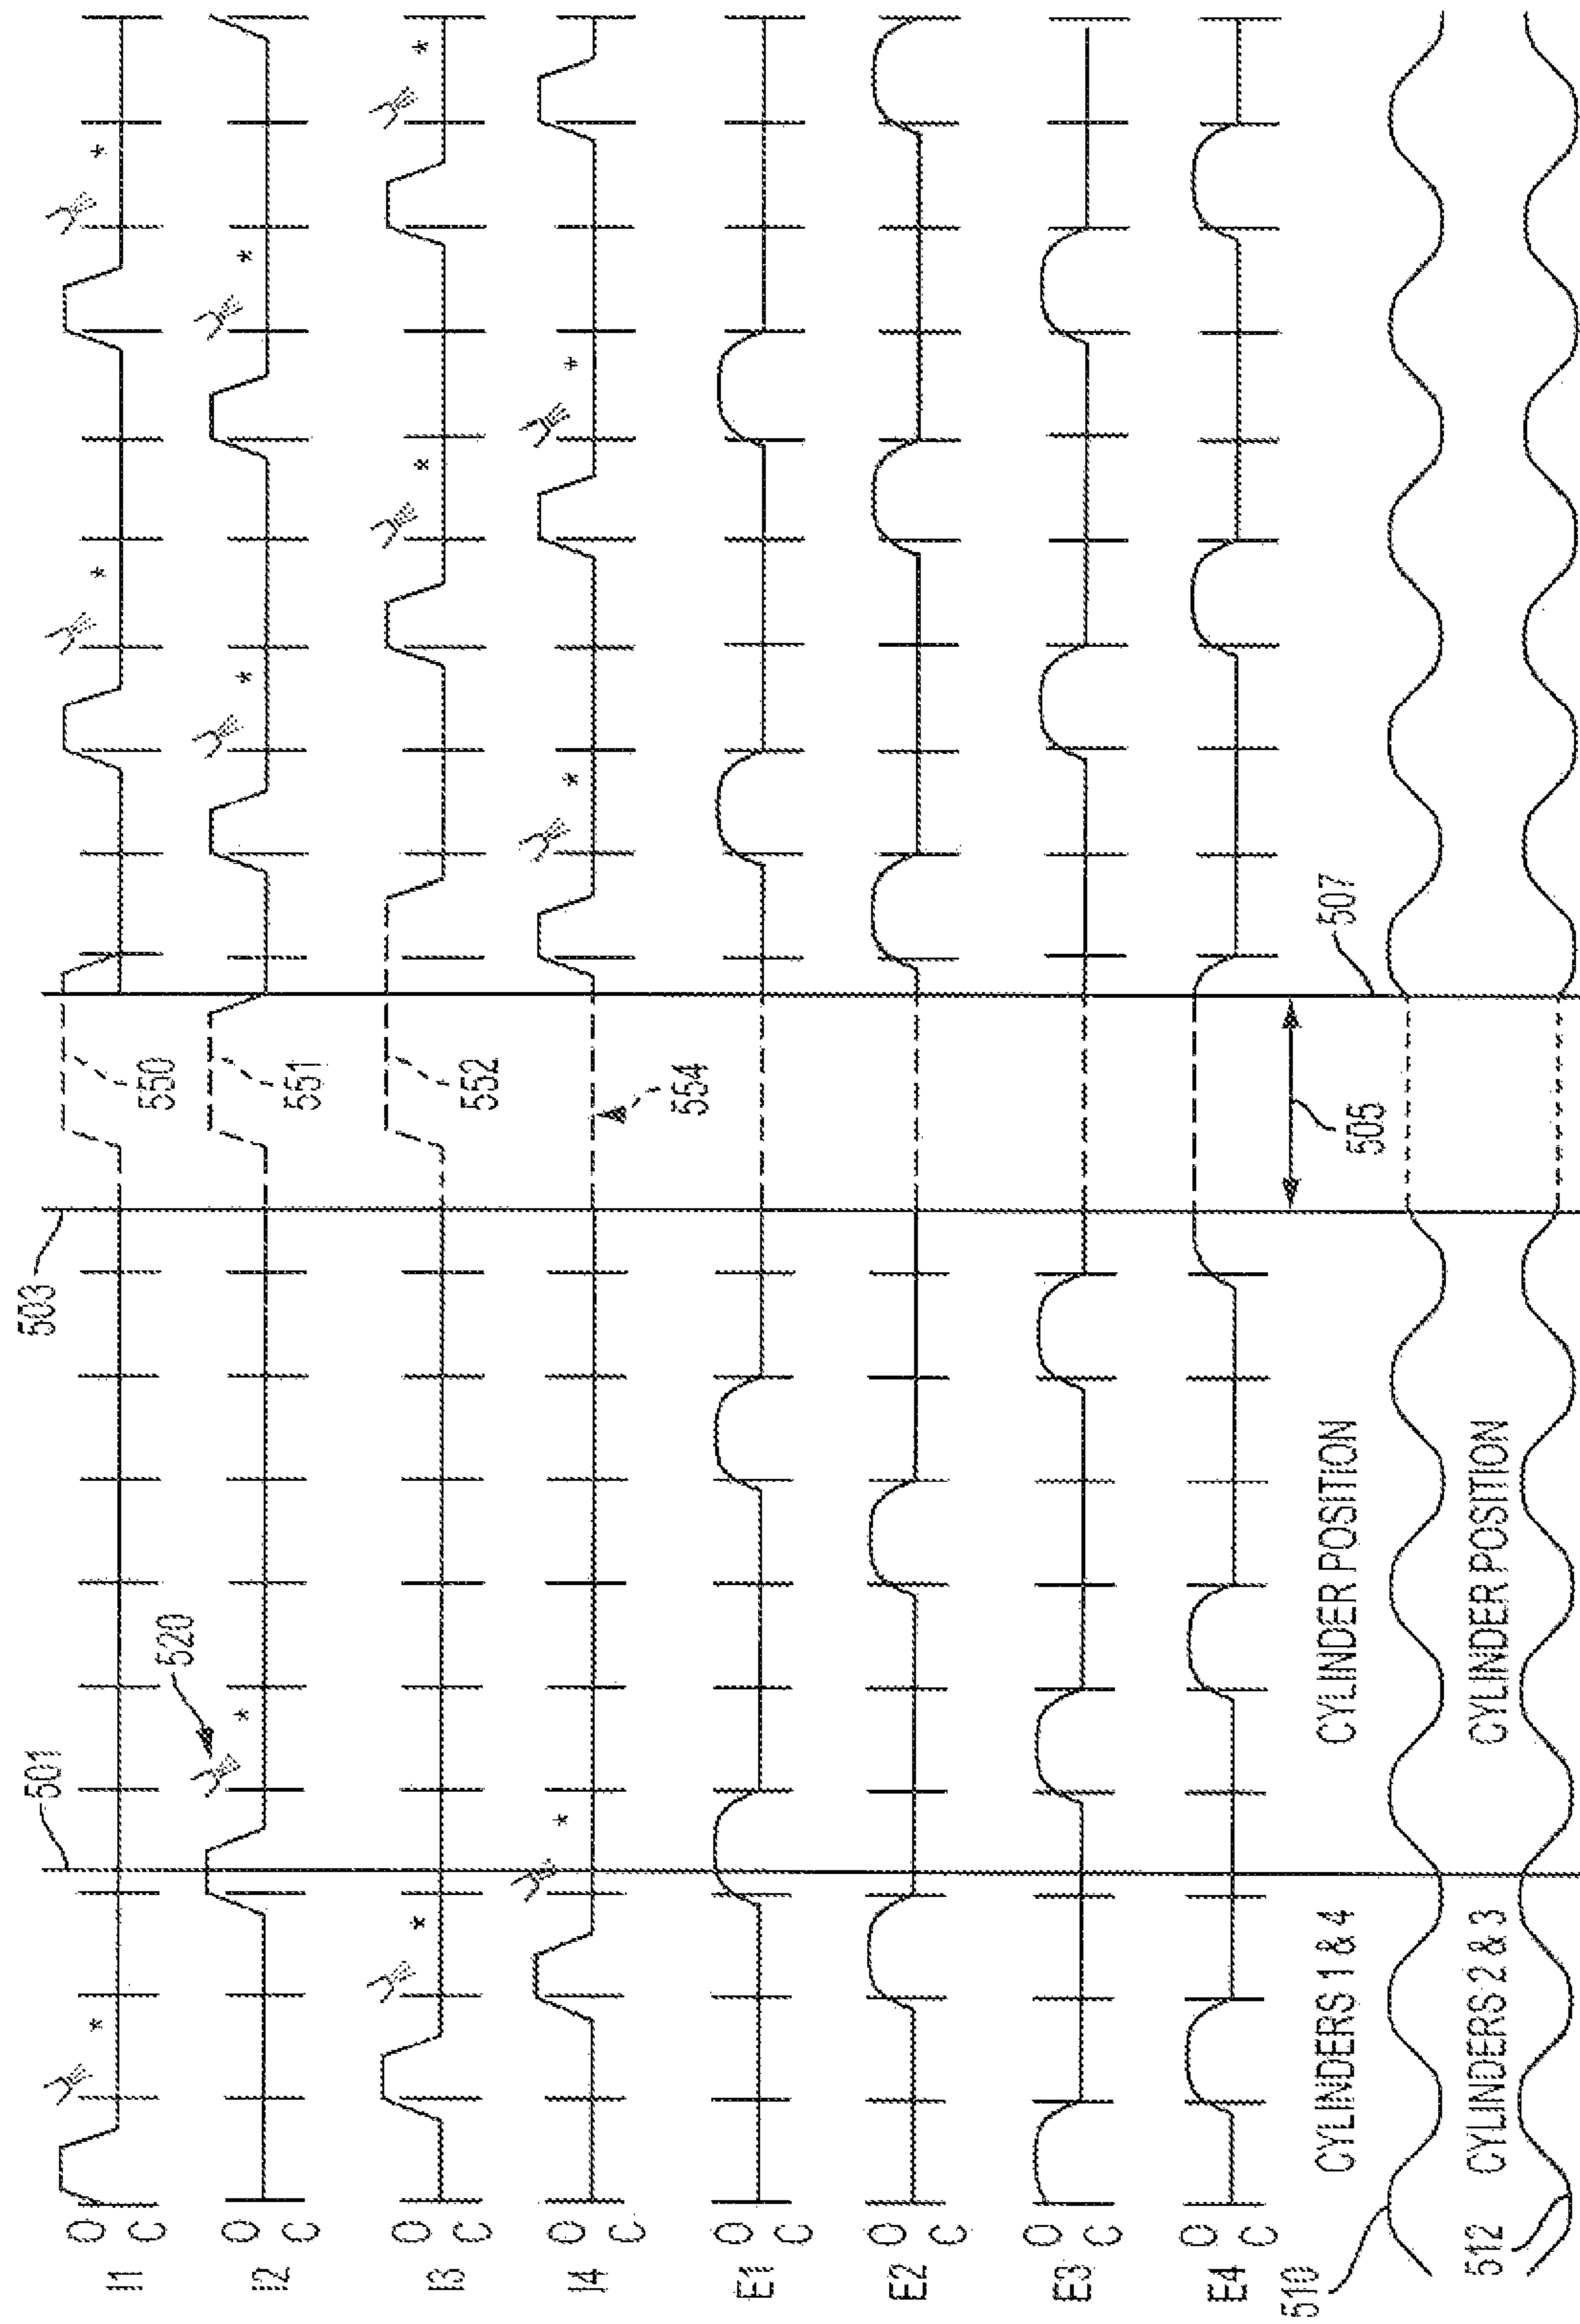 501
503
I1 O C
550
520
I2 O C
551
I3 O C
552
I4 O C
554
E1 O C
E2 O C
E3 O C
E4 O C
505
507
CYLINDERS 1 & 4 CYLINDER POSITION
510
CYLINDERS 2 & 3 CYLINDER POSITION
512